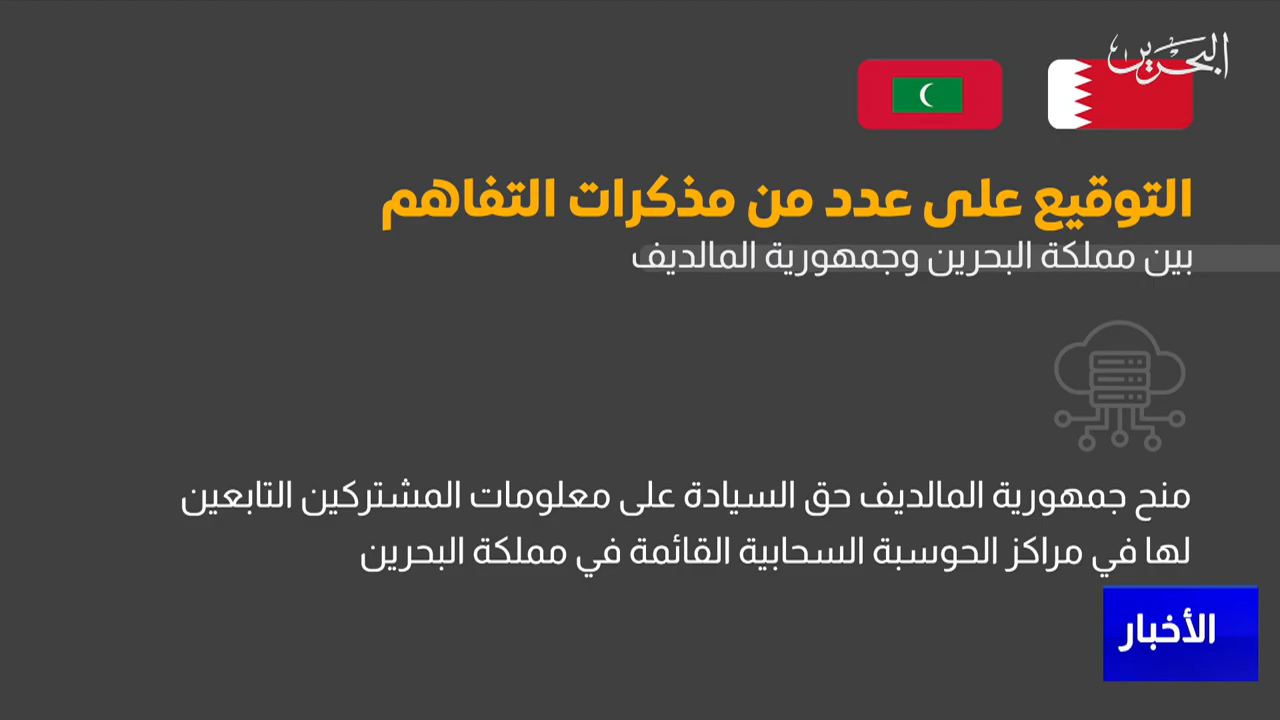 البحرين
التوقيع على عدد من مذكرات التفاهم
بين مملكة البحرين وجمهورية المالديف
منح جمهورية المالديف حق السيادة على معلومات المشتركين التابعين
لها في مراكز الحوسبة السحابية القائمة في مملكة البحرين
الأخبار